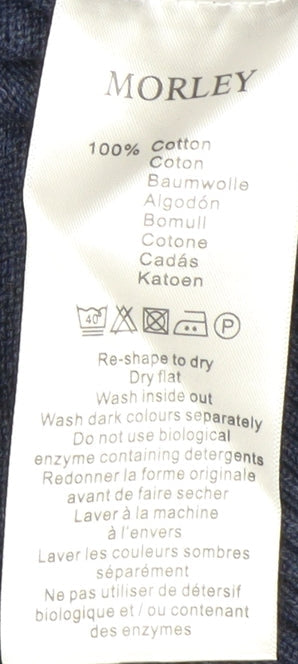 MORLEY
100% Cotton
Coton
Baumwolle
Algodón
Bomull
Cotone
Cadás
Katoen
40° P
Re-shape to dry
Dry flat
Wash inside out
Wash dark colours separately
Do not use biological
enzyme containing detergents
Redonner la forme originale
avant de faire secher
Laver à la machine
à l'envers
Laver les couleurs sombres
séparément
Ne pas utiliser de détersif
biologique et / ou contenant
des enzymes